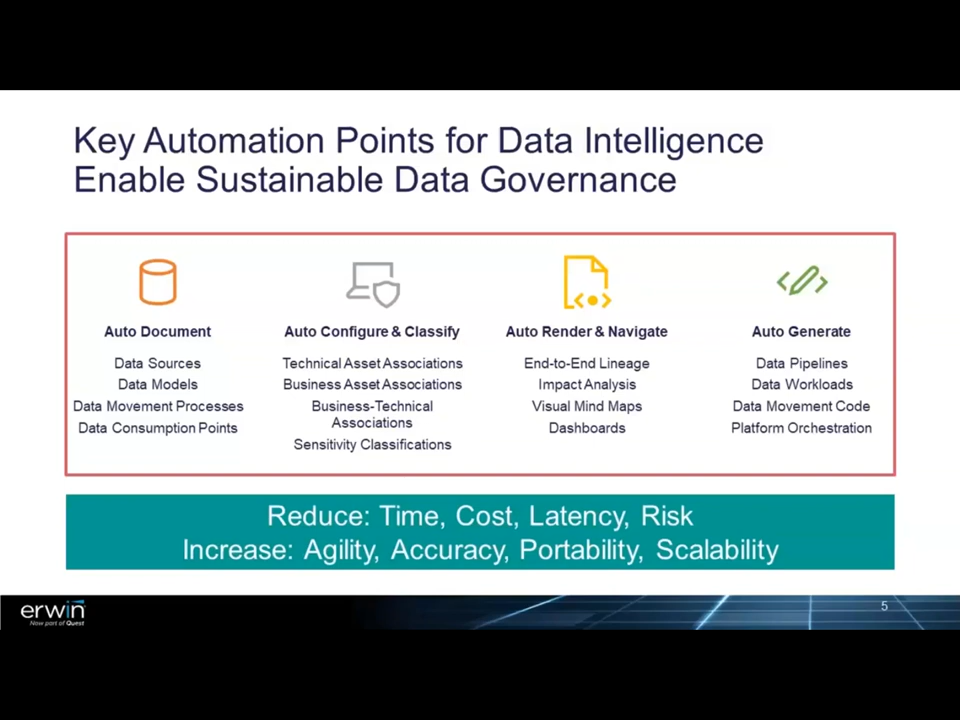 Key Automation Points for Data Intelligence
Enable Sustainable Data Governance
Auto Document
Data Sources
Data Models
Data Movement Processes
Data Consumption Points
Auto Configure & Classify
Technical Asset Associations
Business Asset Associations
Business-Technical
Associations
Sensitivity Classifications
Auto Render & Navigate
End-to-End Lineage
Impact Analysis
Visual Mind Maps
Dashboards
Auto Generate
Data Pipelines
Data Workloads
Data Movement Code
Platform Orchestration
Reduce: Time, Cost, Latency, Risk
Increase: Agility, Accuracy, Portability, Scalability
erwin
Now part of Quest
5